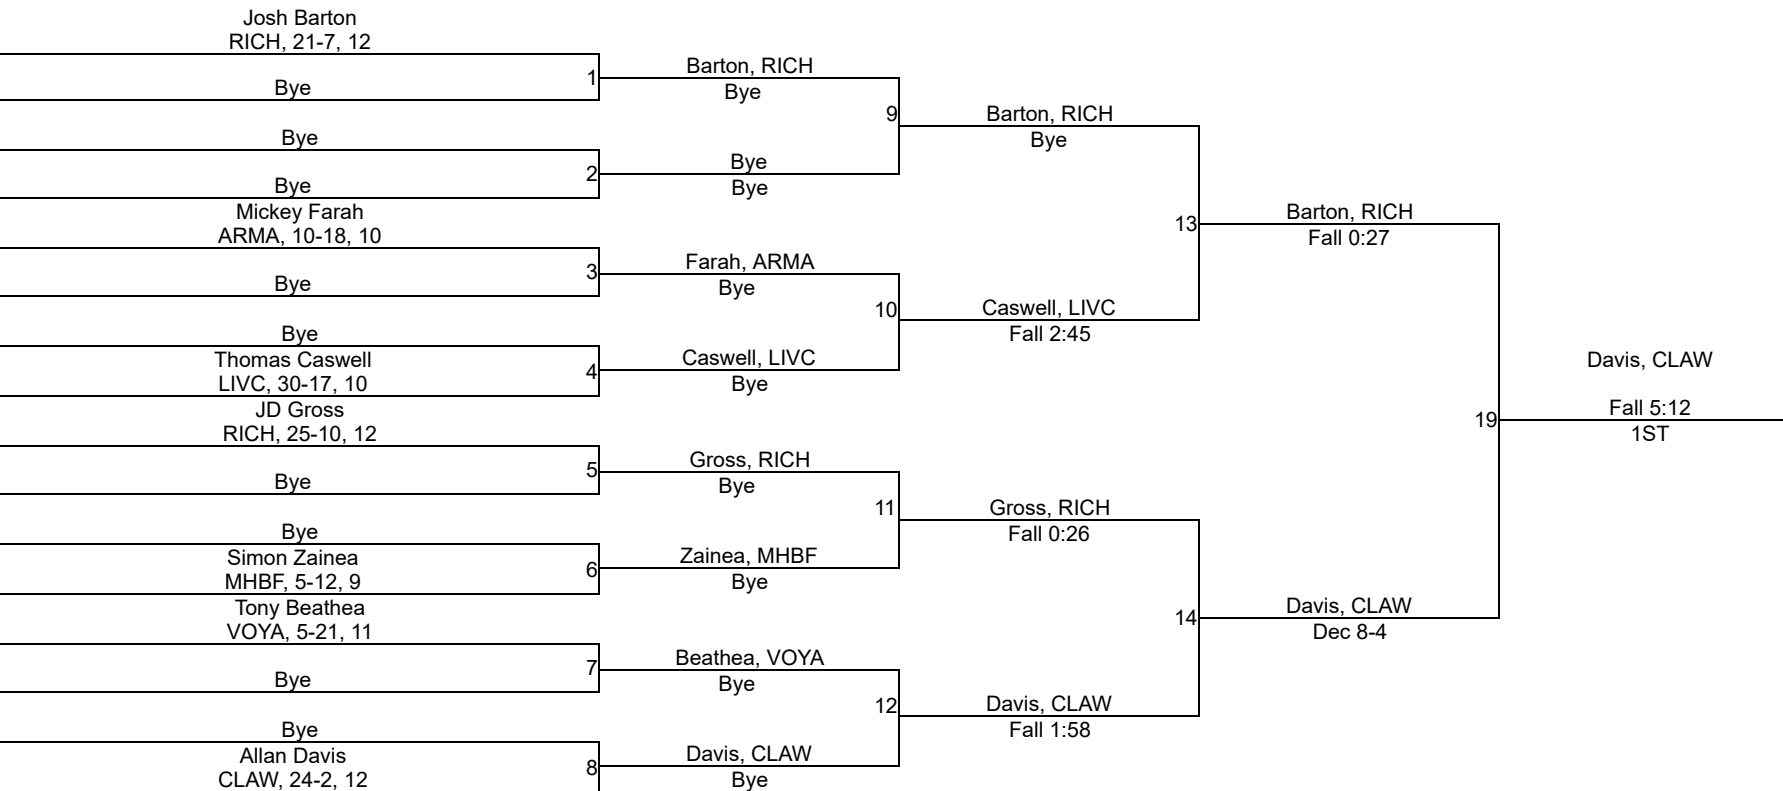 Josh Barton
RICH, 21-7, 12
Bye
1
Bye
Bye
2
Mickey Farah
ARMA, 10-18, 10
Bye
3
Bye
Thomas Caswell
LIVC, 30-17, 10
4
JD Gross
RICH, 25-10, 12
Bye
5
Bye
Simon Zainea
MHBF, 5-12, 9
6
Tony Beathea
VOYA, 5-21, 11
Bye
7
Bye
Allan Davis
CLAW, 24-2, 12
8
Barton, RICH
Bye
9
Bye
Bye
Farah, ARMA
Bye
10
Caswell, LIVC
Bye
Gross, RICH
Bye
11
Zainea, MHBF
Bye
Beathea, VOYA
Bye
12
Davis, CLAW
Bye
Barton, RICH
Bye
13
Caswell, LIVC
Fall 2:45
Gross, RICH
Fall 0:26
14
Davis, CLAW
Fall 1:58
Barton, RICH
Fall 0:27
19
Davis, CLAW
Dec 8-4
Davis, CLAW
Fall 5:12
1ST